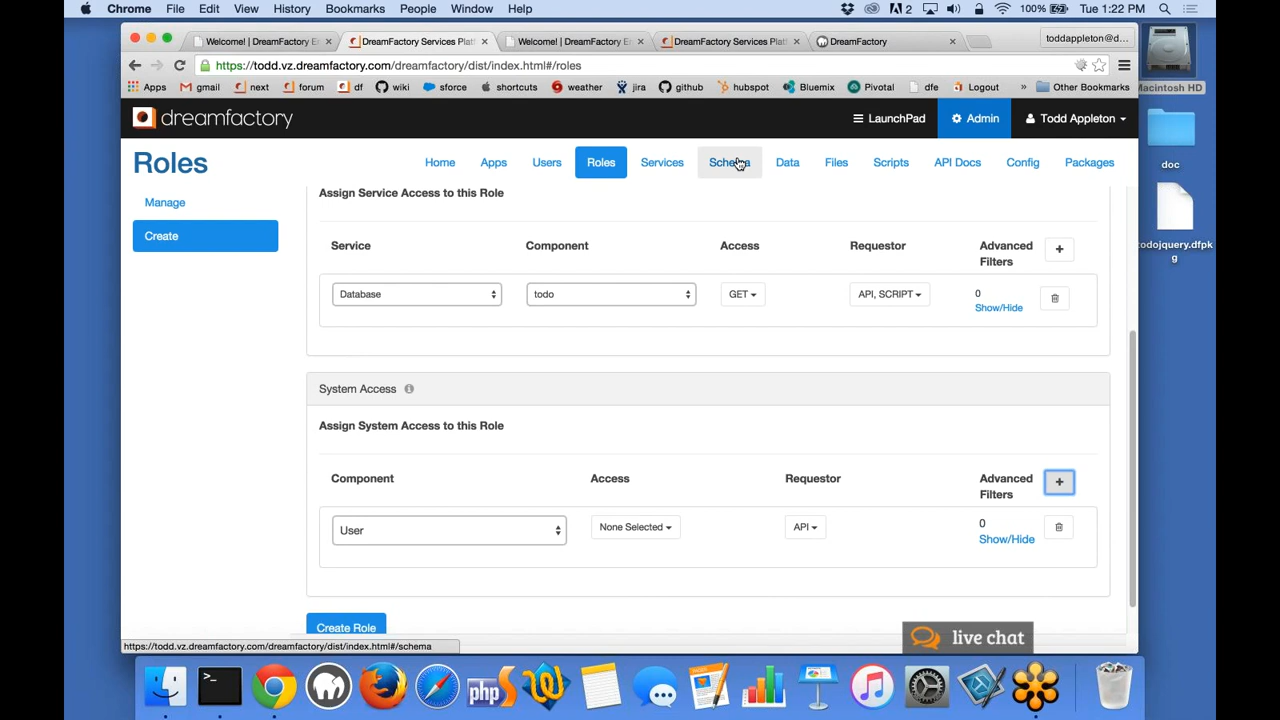 Chrome File Edit View History Bookmarks People Window Help 100% Tue 1:22 PM
Welcome! | DreamFactory E × DreamFactory Services Pla × Welcome! | DreamFactory E × DreamFactory Services Plat × DreamFactory × toddappleton@d...
https://todd.vz.dreamfactory.com/dreamfactory/dist/index.html#/roles
Apps gmail next forum df wiki sforce shortcuts weather jira github hubspot Bluemix Pivotal dfe Logout » Other Bookmarks
Macintosh HD
dreamfactory LaunchPad Admin Todd Appleton
doc
Roles Home Apps Users Roles Services Schema Data Files Scripts API Docs Config Packages
Manage
Create
todojquery.dfpk
g
Assign Service Access to this Role
Service Component Access Requestor Advanced Filters +
Database todo GET API, SCRIPT 0
Show/Hide
System Access
Assign System Access to this Role
Component Access Requestor Advanced Filters +
User None Selected API 0
Show/Hide
Create Role
live chat
https://todd.vz.dreamfactory.com/dreamfactory/dist/index.html#/schema
php